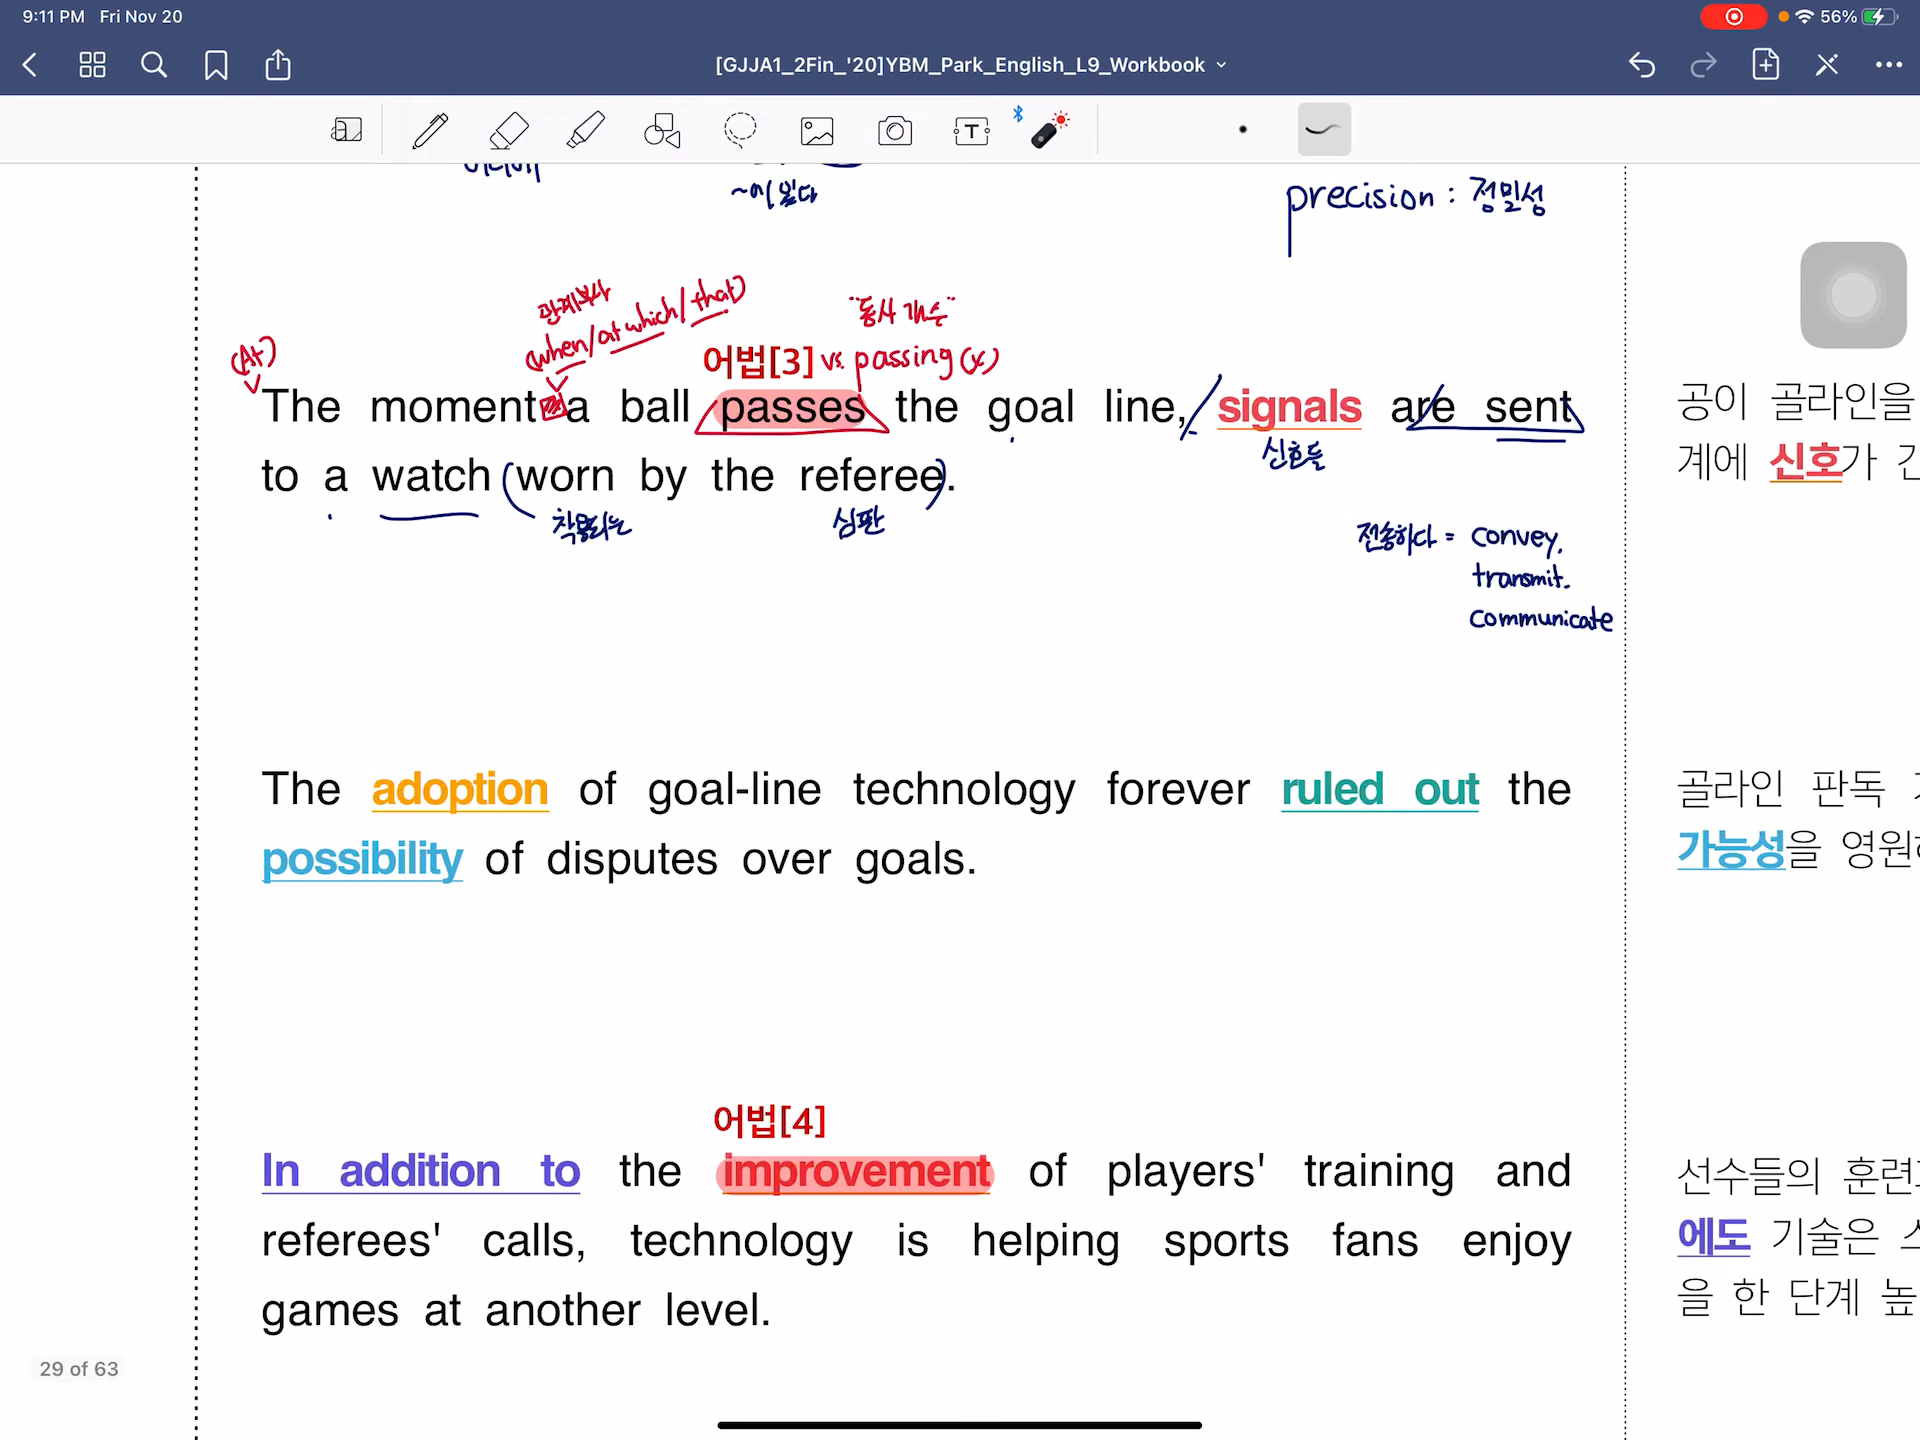 9:11 PM Fri Nov 20
56%
[GJJA1_2Fin_'20]YBM_Park_English_L9_Workbook
~이 있다
precision : 정밀성
관계부사
(when/at which/that)
"동사 개수"
(At)
어법[3] vs. passing (x)
The moment a ball passes the goal line, signals are sent
신호들
to a watch (worn by the referee).
착용되는
심판
전송하다 = convey,
transmit.
communicate
공이 골라인을
계에 신호가 간
The adoption of goal-line technology forever ruled out the
possibility of disputes over goals.
골라인 판독
가능성을 영원
어법[4]
In addition to the improvement of players' training and
referees' calls, technology is helping sports fans enjoy
games at another level.
선수들의 훈련
에도 기술은
을 한 단계 높
29 of 63